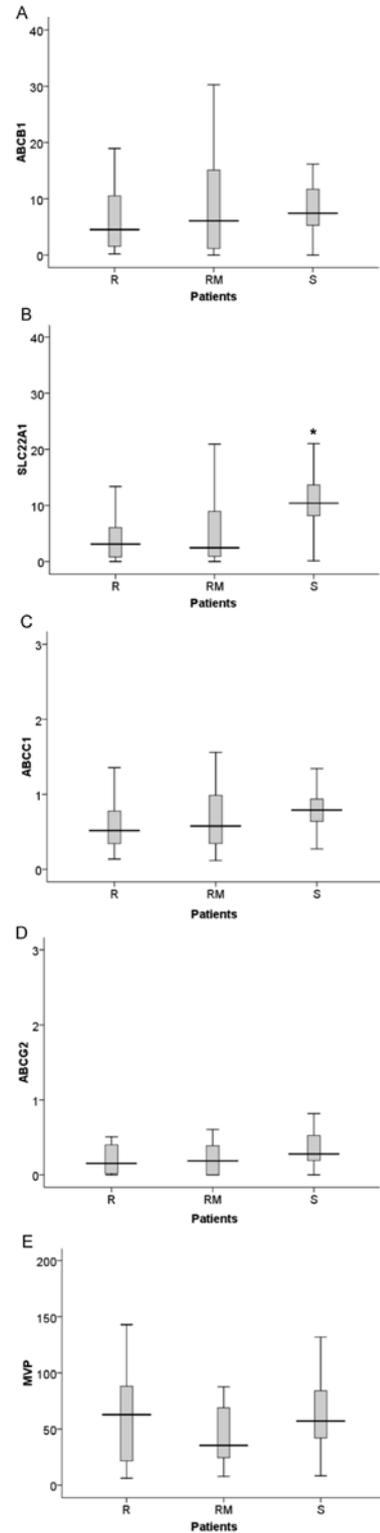 A
40
30
20
10
0
ABCB1
R RM S
Patients
B
40
30
20
10
0
SLC22A1
*
R RM S
Patients
C
3
2
1
0
ABCC1
R RM S
Patients
D
3
2
1
0
ABCG2
R RM S
Patients
E
200
150
100
50
0
MVP
R RM S
Patients